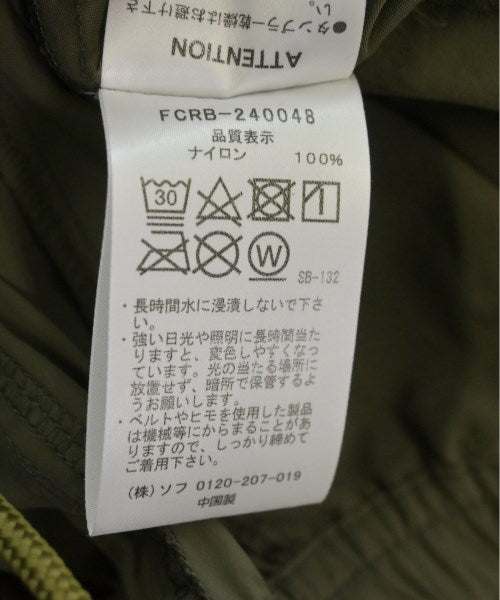 ●タンブラー乾燥はお避け下さ
い。
ATTENTION
FCRB-240048
品質表示
ナイロン 100%
30
W
SB-132
・長時間水に浸漬しないで下さ
い。
・強い日光や照明に長時間当た
りますと、変色しやすくなっ
ています。光の当たる場所に
放置せず、暗所で保管するよ
うお願いします。
・ベルトやヒモを使用した製品
は機械等にからまることがあ
りますので、しっかり締めて
ご着用下さい。
(株)ソフ 0120-207-019
中国製